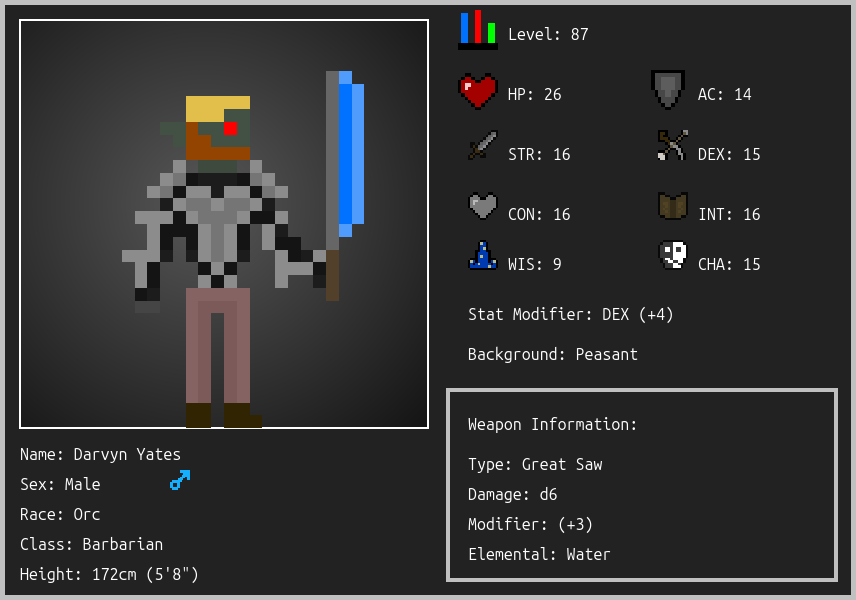 Level: 87
HP: 26
AC: 14
STR: 16
DEX: 15
CON: 16
INT: 16
WIS: 9
CHA: 15
Stat Modifier: DEX (+4)
Background: Peasant
Weapon Information:
Type: Great Saw
Damage: d6
Modifier: (+3)
Elemental: Water
Name: Darvyn Yates
Sex: Male
Race: Orc
Class: Barbarian
Height: 172cm (5'8")